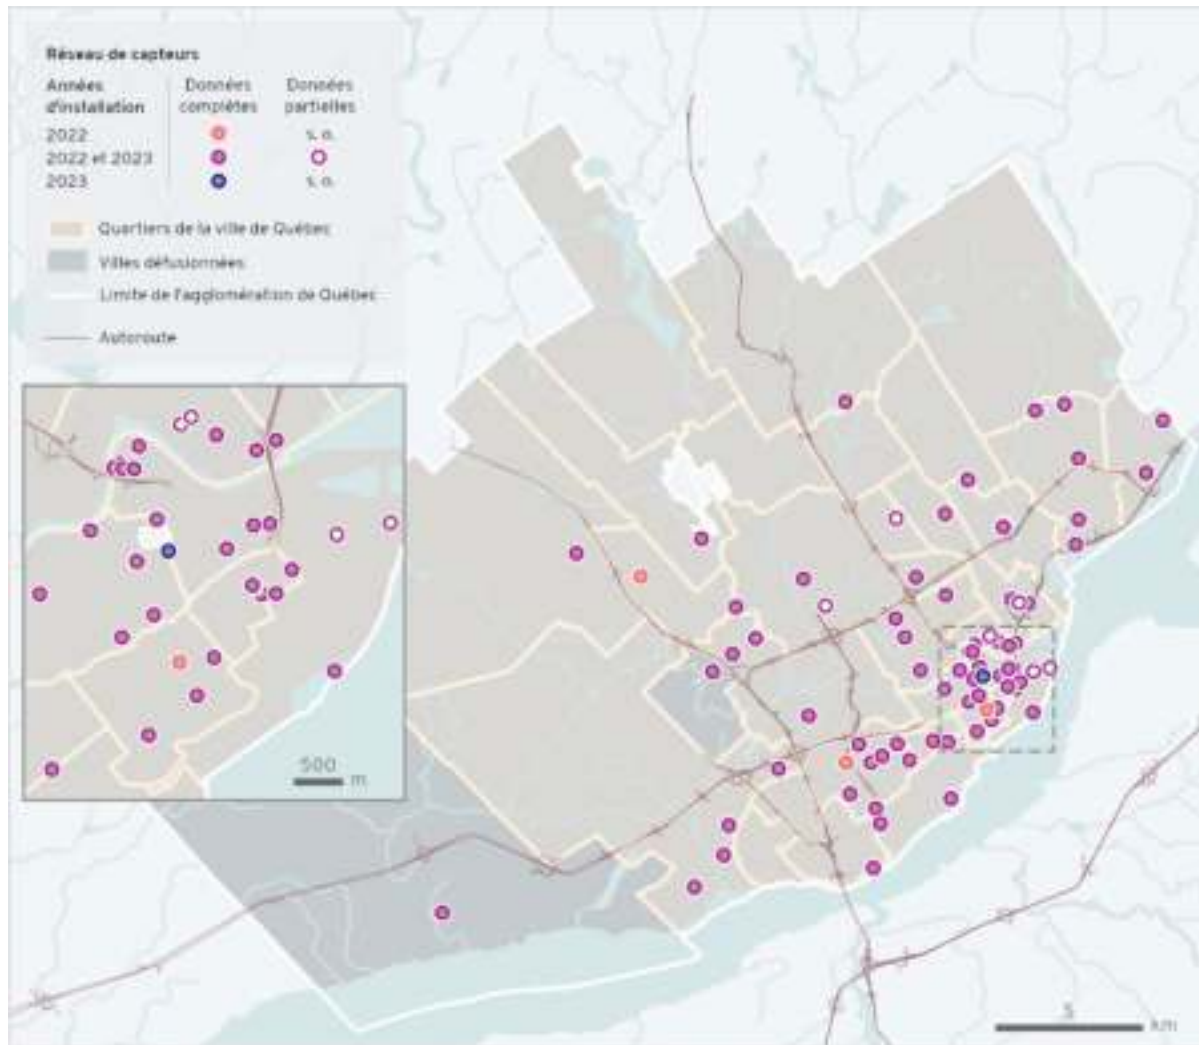 Réseau de capteurs
Années d'installation
Données complètes
Données partielles
2022
s. o.
2022 et 2023
2023
s. o.
Quartiers de la ville de Québec
Villes défusionnées
Limite de l'agglomération de Québec
Autoroute
500 m
5 km